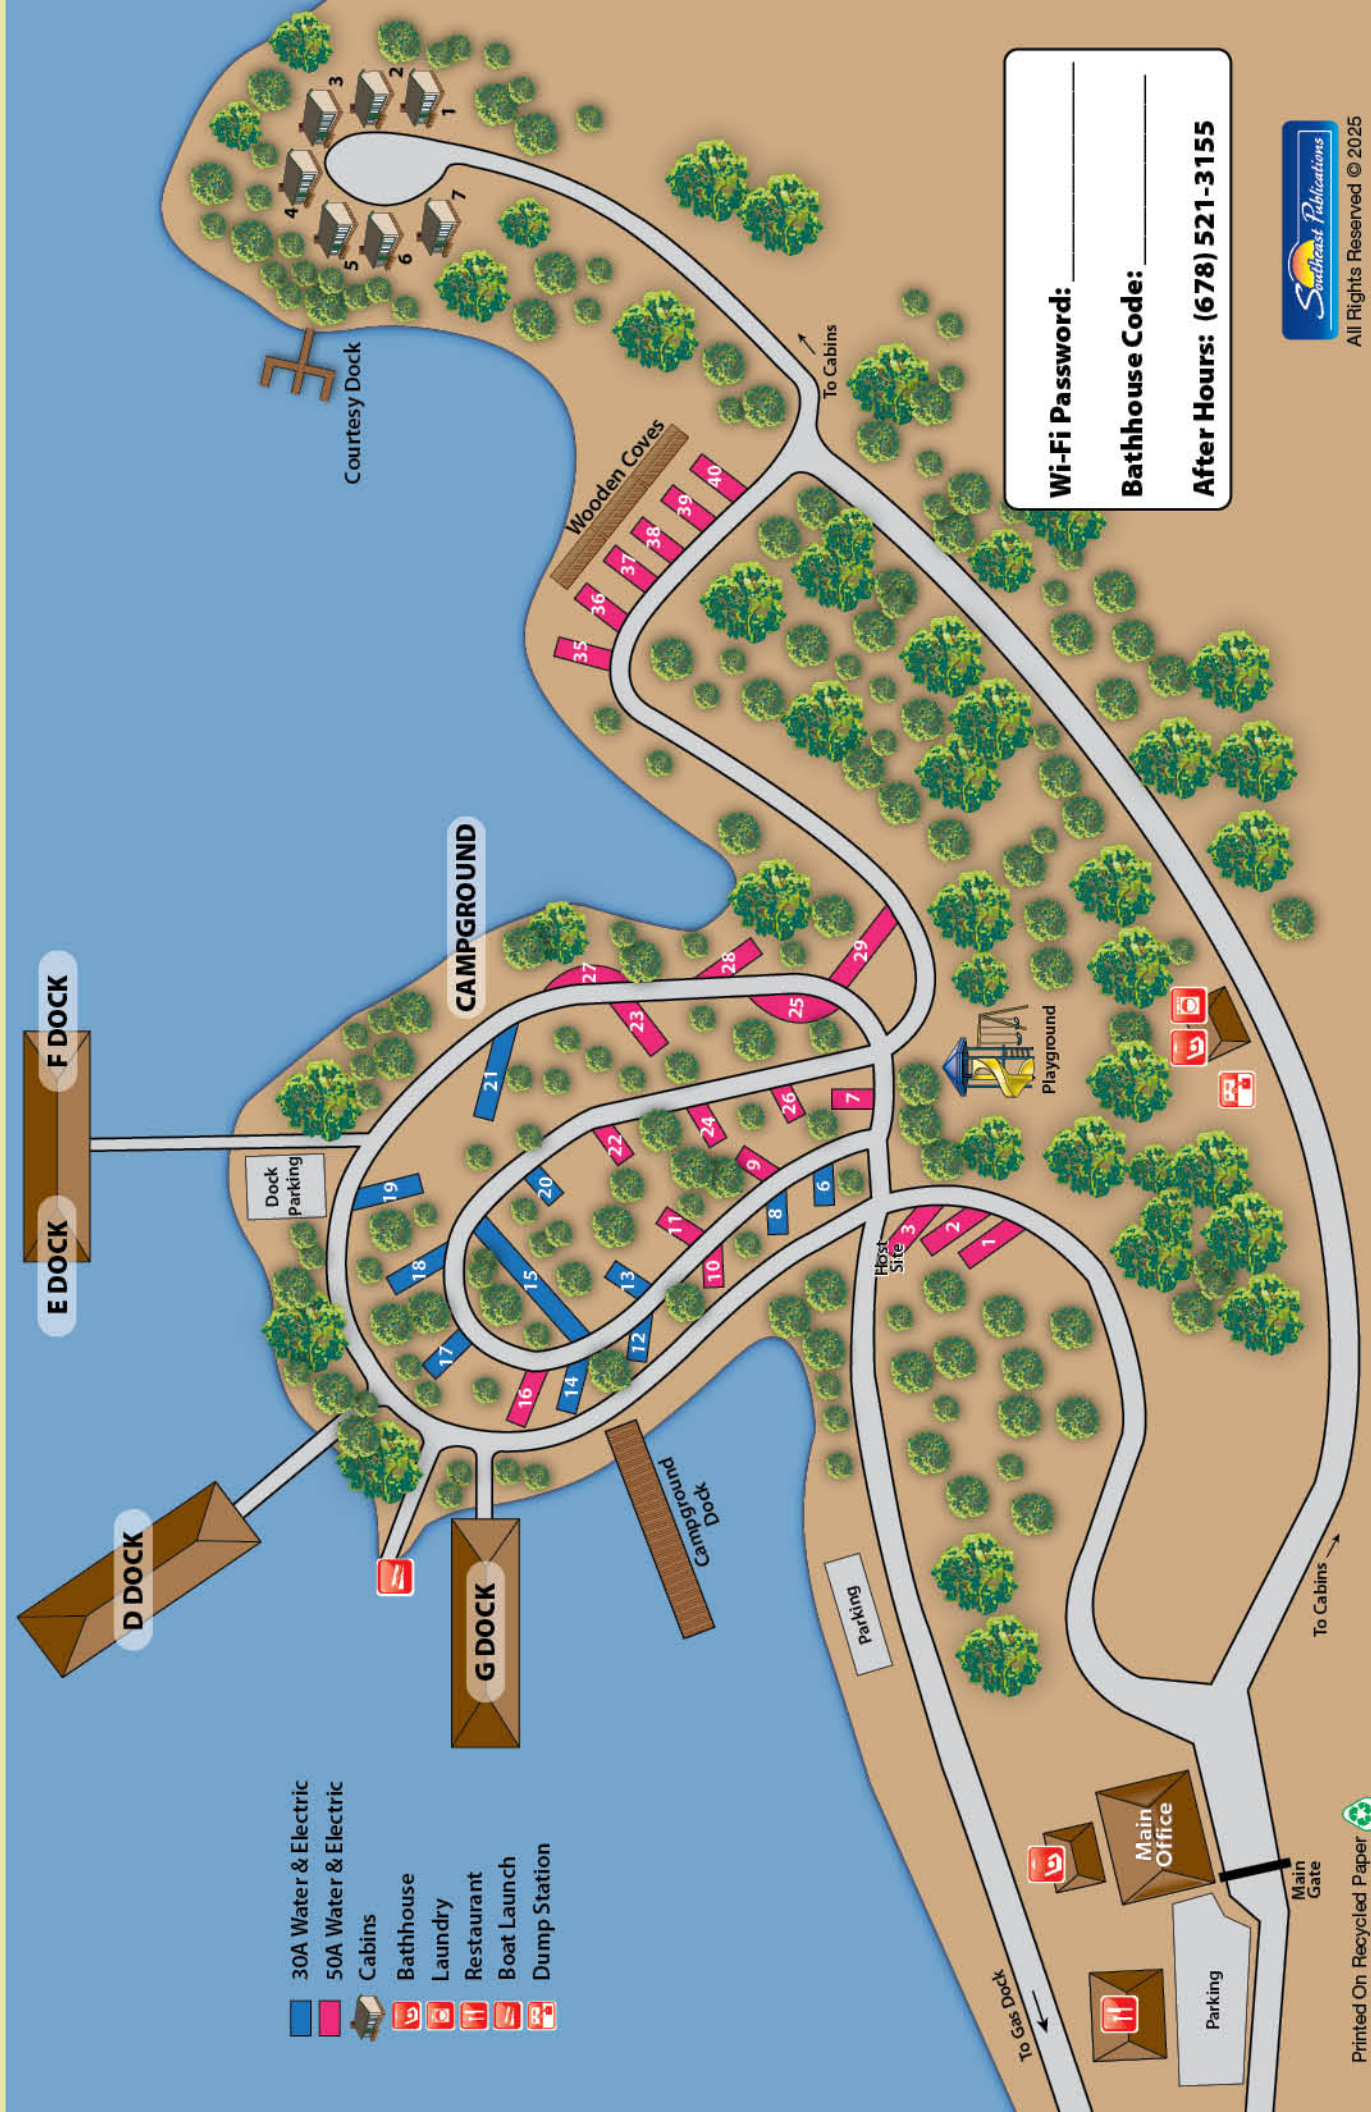 F DOCK
E DOCK
D DOCK
G DOCK
CAMPGROUND
Courtesy Dock
Wooden Coves
Dock
Parking
Campground
Dock
30A Water & Electric
50A Water & Electric
Cabins
Bathhouse
Laundry
Restaurant
Boat Launch
Dump Station
1
2
3
4
5
6
7
35
36
37
38
39
40
To Cabins
27
28
29
25
23
21
26
24
22
7
9
6
8
20
19
18
15
11
10
13
12
17
16
14
Host
Site
3
2
1
Playground
Parking
To Gas Dock
Main
Office
Parking
Main
Gate
To Cabins
Wi-Fi Password:
Bathhouse Code:
After Hours: (678) 521-3155
Southeast Publications
All Rights Reserved © 2025
Printed On Recycled Paper